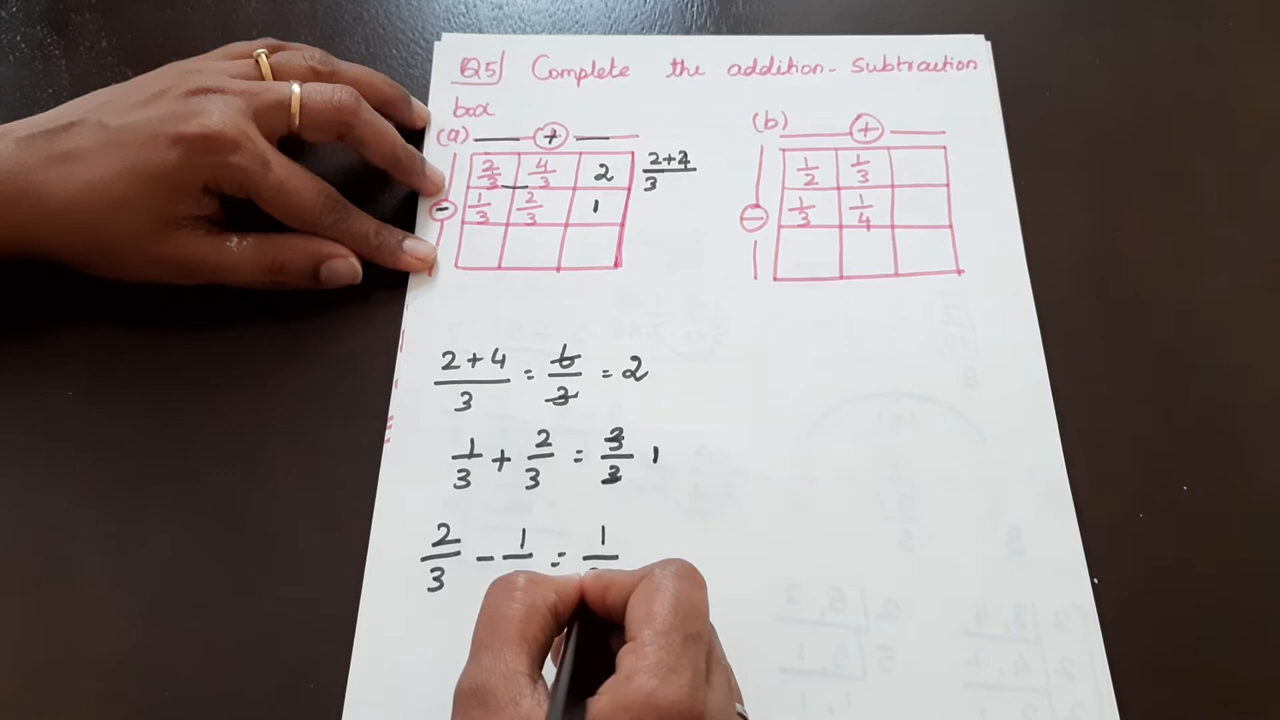 Q5) Complete the addition - Subtraction
box
(a) + (b) +
2/3 4/3 2 (2+4)/3 1/2 1/3
- 1/3 2/3 1 - 1/3 1/4
(2+4)/3 = 6/3 = 2
1/3 + 2/3 = 3/3 1
2/3 - 1 = 1